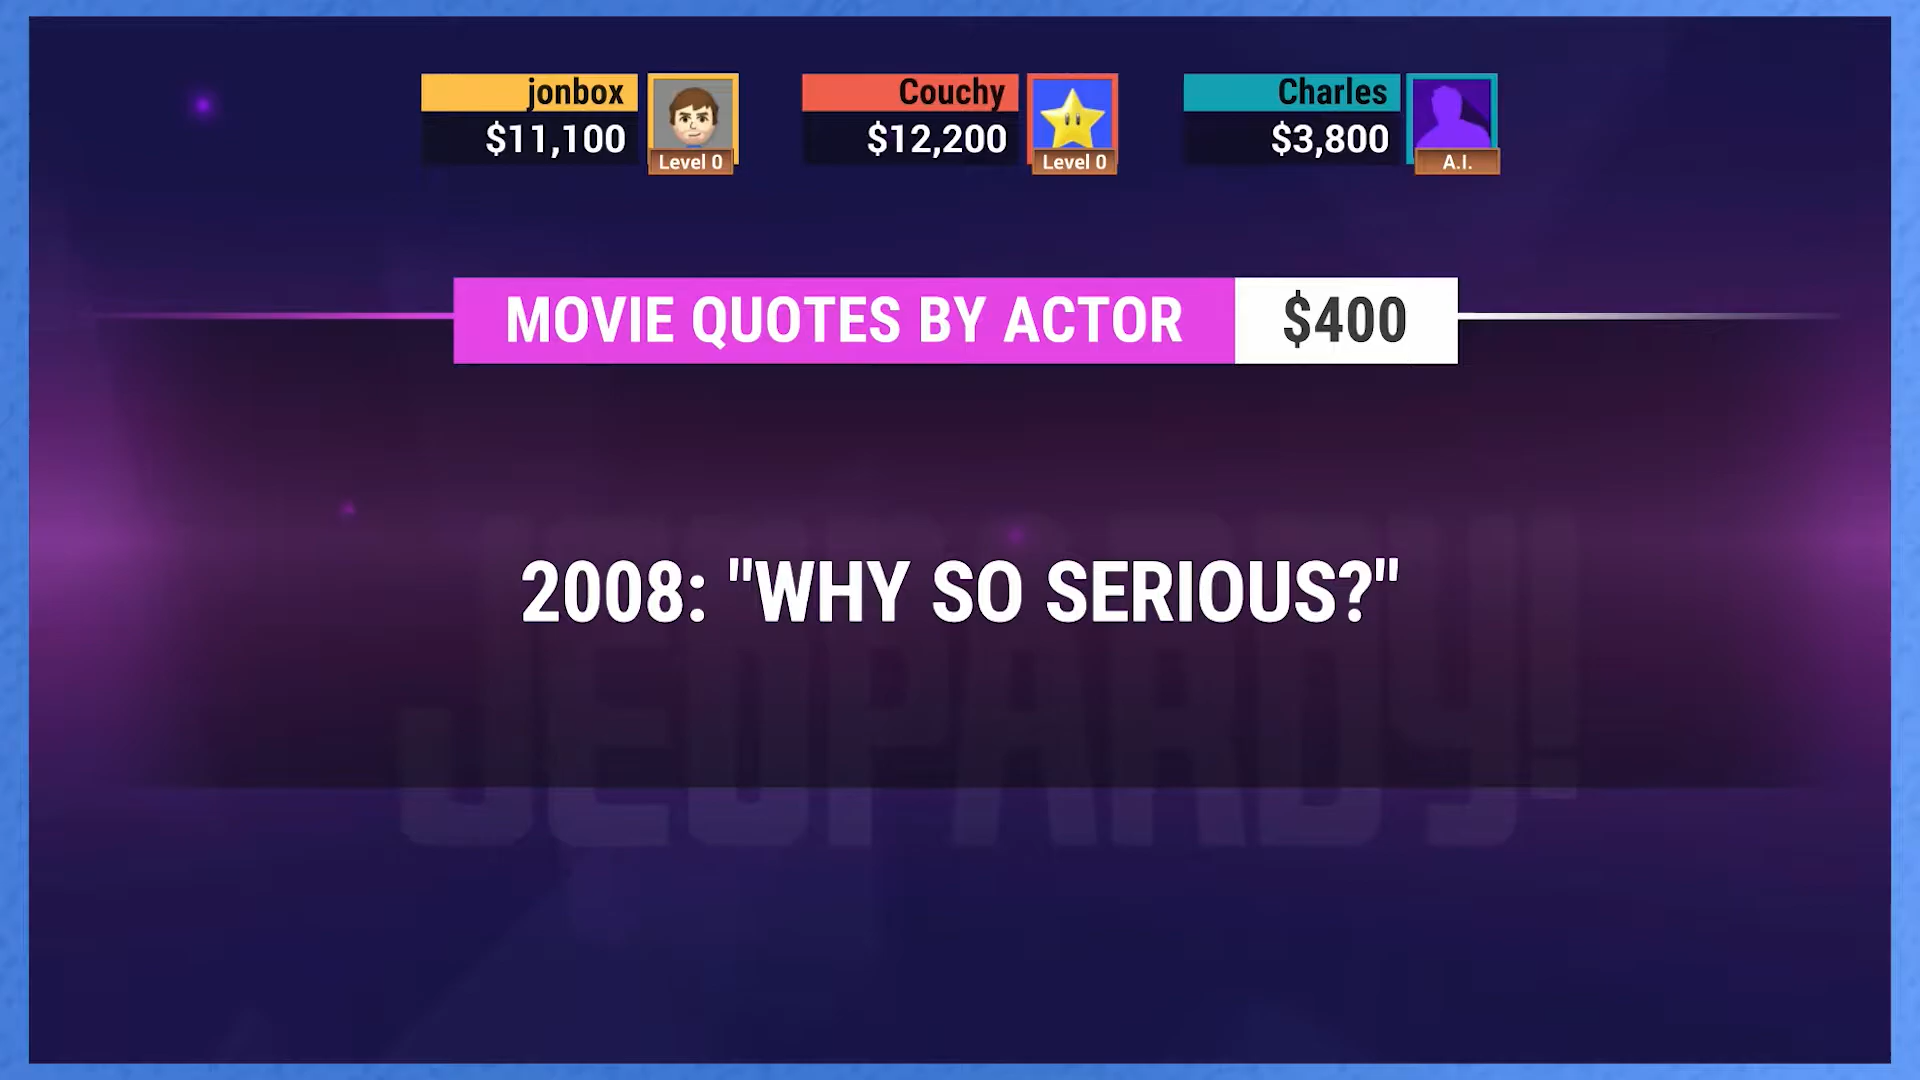 jonbox
$11,100
Level 0
Couchy
$12,200
Level 0
Charles
$3,800
A.I.
MOVIE QUOTES BY ACTOR $400
2008: "WHY SO SERIOUS?"
JEOPARDY!